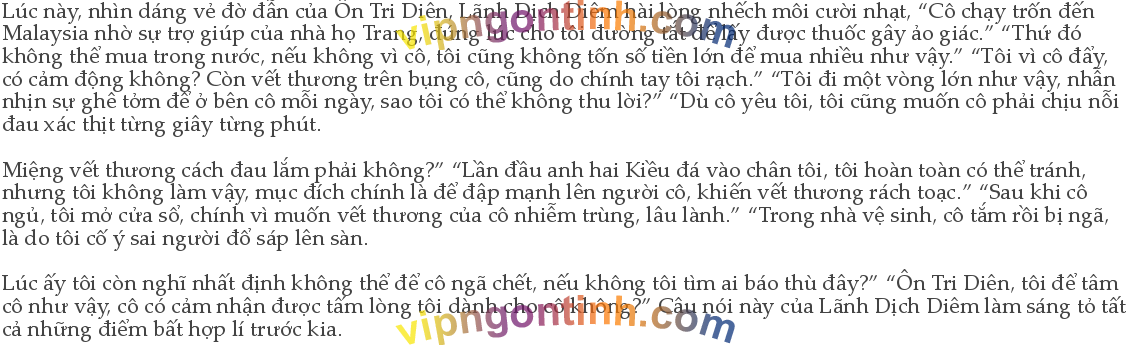 Lúc này, nhìn dáng vẻ đờ đẫn của Ôn Tri Diên, Lãnh Dịch Diêm hài lòng nhếch môi cười nhạt, “Cô chạy trốn đến
Malaysia nhờ sự trợ giúp của nhà họ Trang, đúng lúc cho tôi đường tắt để lấy được thuốc gây ảo giác.” “Thứ đó
vipngontinh.com
không thể mua trong nước, nếu không vì cô, tôi cũng không tốn số tiền lớn để mua nhiều như vậy.” “Tôi vì cô đấy,
có cảm động không? Còn vết thương trên bụng cô, cũng do chính tay tôi rạch.” “Tôi đi một vòng lớn như vậy, nhẫn
nhịn sự ghê tởm để ở bên cô mỗi ngày, sao tôi có thể không thu lời?” “Dù cô yêu tôi, tôi cũng muốn cô phải chịu nỗi
đau xác thịt từng giây từng phút.
Miệng vết thương cách đau lắm phải không?” “Lần đầu anh hai Kiều đá vào chân tôi, tôi hoàn toàn có thể tránh,
nhưng tôi không làm vậy, mục đích chính là để đập mạnh lên người cô, khiến vết thương rách toạc.” “Sau khi cô
ngủ, tôi mở cửa sổ, chính vì muốn vết thương của cô nhiễm trùng, lâu lành.” “Trong nhà vệ sinh, cô tắm rồi bị ngã,
là do tôi cố ý sai người đổ sáp lên sàn.
Lúc ấy tôi còn nghĩ nhất định không thể để cô ngã chết, nếu không tôi tìm ai báo thù đây?” “Ôn Tri Diên, tôi để tâm
cô như vậy, cô có cảm nhận được tấm lòng tôi dành cho cô không?” Câu nói này của Lãnh Dịch Diêm làm sáng tỏ tất
cả những điểm bất hợp lí trước kia.
vipngontinh.com